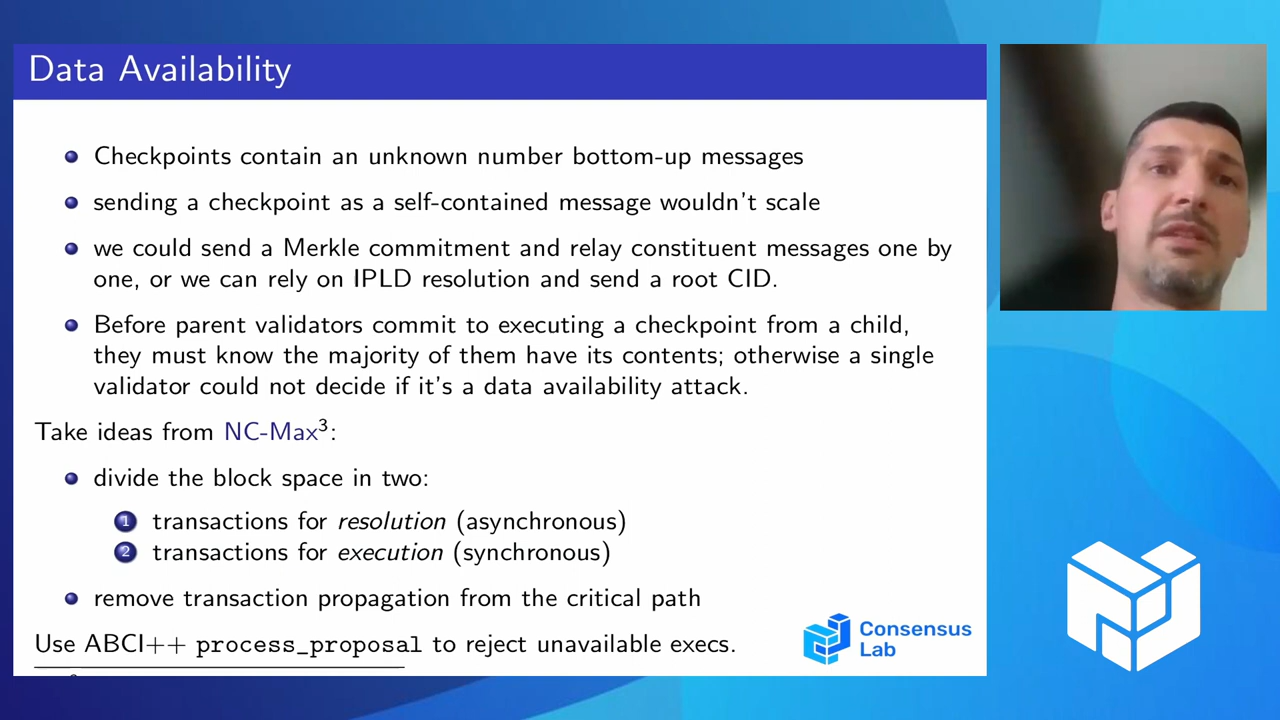 Data Availability
Checkpoints contain an unknown number bottom-up messages
sending a checkpoint as a self-contained message wouldn't scale
we could send a Merkle commitment and relay constituent messages one by
one, or we can rely on IPLD resolution and send a root CID.
Before parent validators commit to executing a checkpoint from a child,
they must know the majority of them have its contents; otherwise a single
validator could not decide if it's a data availability attack.
Take ideas from NC-Max³:
divide the block space in two:
1 transactions for resolution (asynchronous)
2 transactions for execution (synchronous)
remove transaction propagation from the critical path
Use ABCI++ process_proposal to reject unavailable execs.
Consensus
Lab